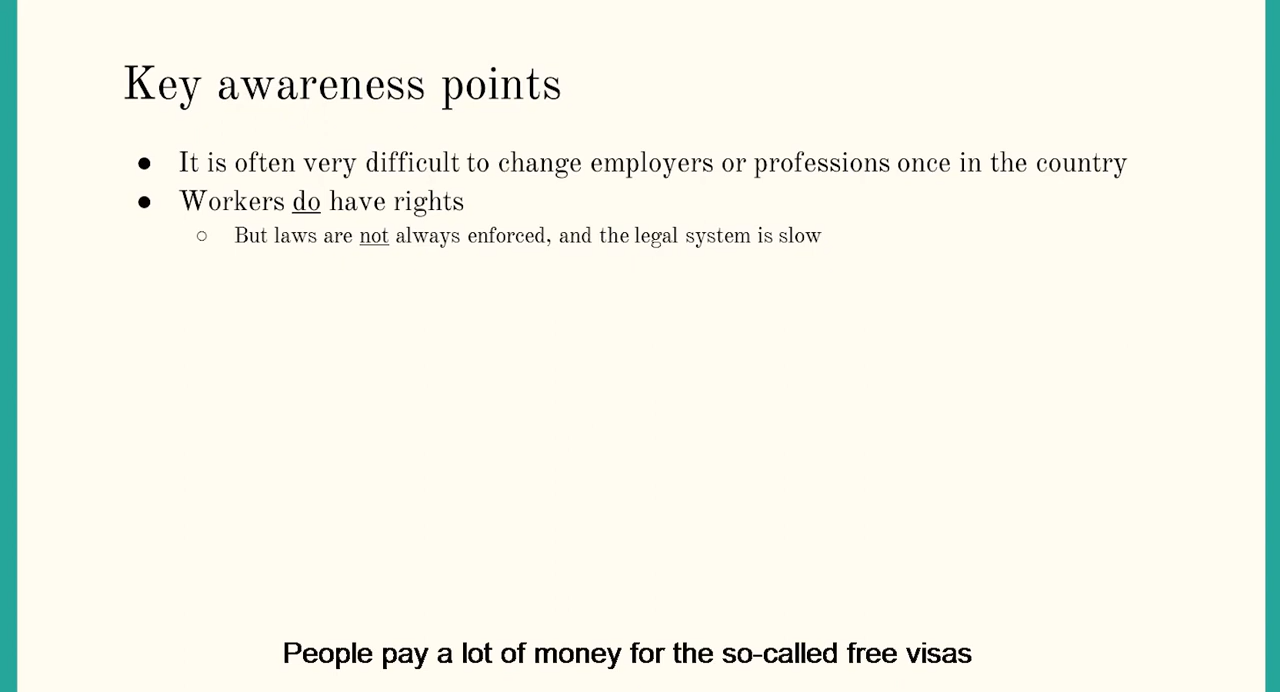 Key awareness points
● It is often very difficult to change employers or professions once in the country
● Workers do have rights
○ But laws are not always enforced, and the legal system is slow
People pay a lot of money for the so-called free visas